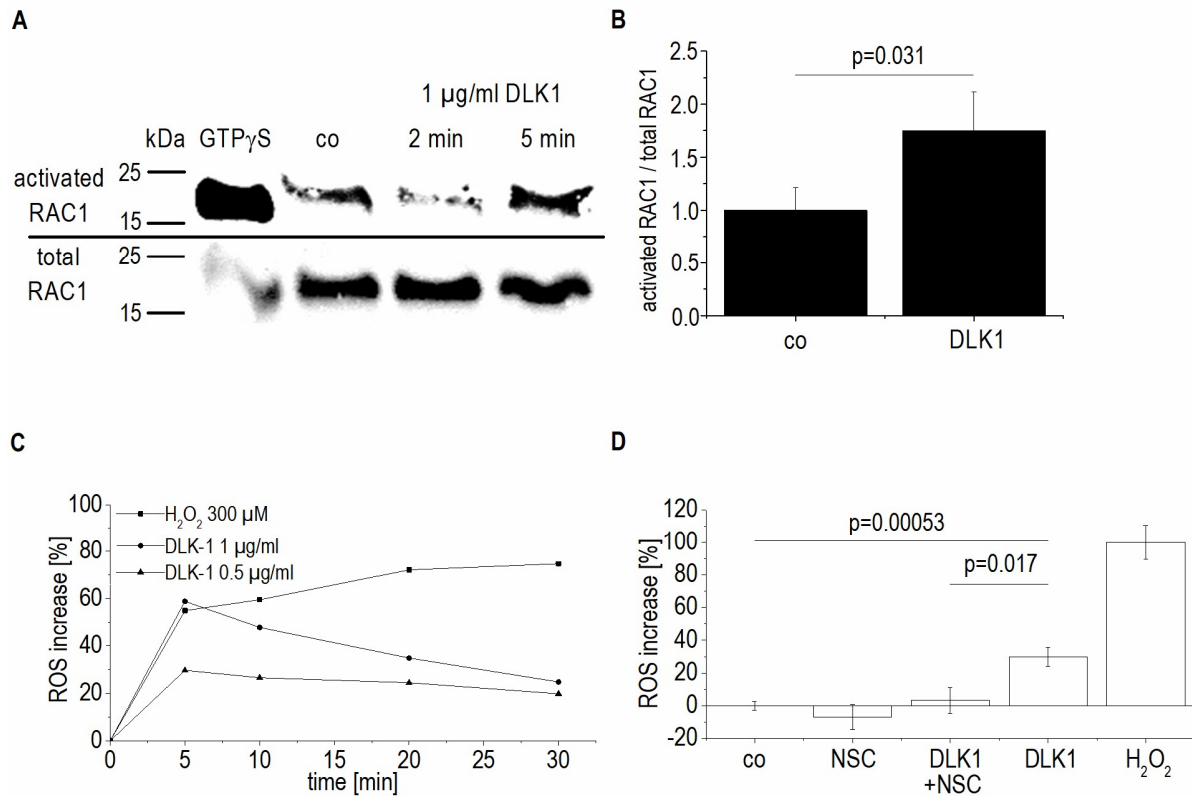 A
1 µg/ml DLK1
kDa GTPγS co 2 min 5 min
activated RAC1
25
15
total RAC1
25
15
B
activated RAC1 / total RAC1
2.5
2.0
1.5
1.0
0.5
0.0
p=0.031
co DLK1
C
ROS increase [%]
100
80
60
40
20
0
H₂O₂ 300 µM
DLK-1 1 µg/ml
DLK-1 0.5 µg/ml
0 5 10 15 20 25 30
time [min]
D
ROS increase [%]
120
100
80
60
40
20
0
-20
p=0.00053
p=0.017
co NSC DLK1 +NSC DLK1 H₂O₂